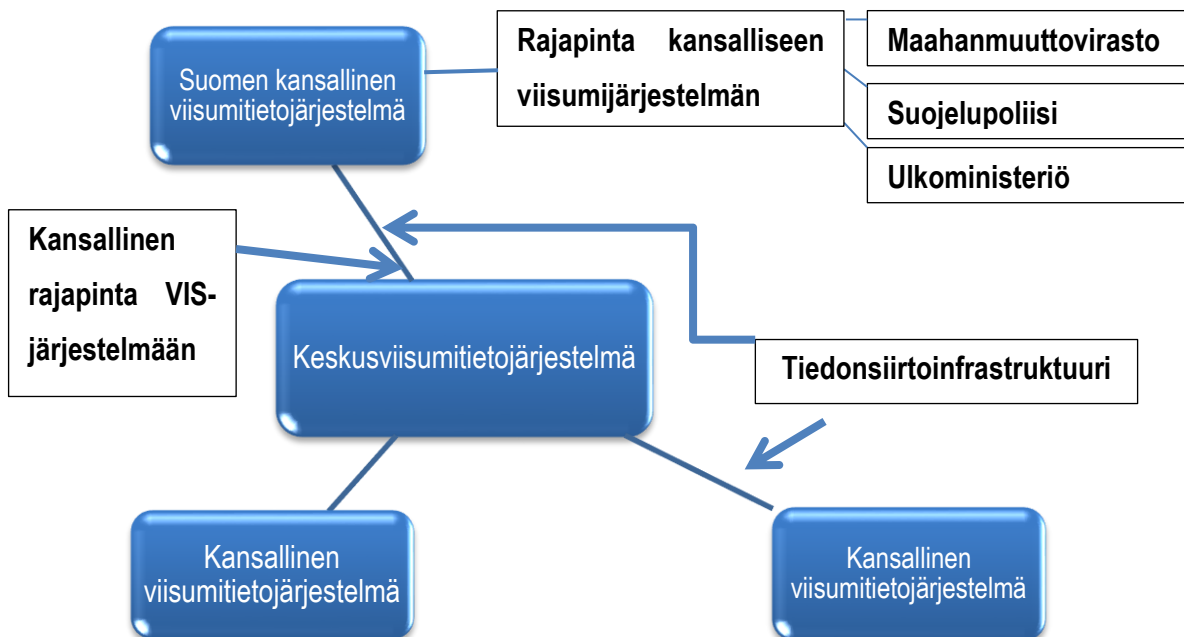 Suomen kansallinen
viisumitietojärjestelmä
Rajapinta kansalliseen
viisumijärjestelmän
Maahanmuuttovirasto
Suojelupoliisi
Ulkoministeriö
Kansallinen
rajapinta VIS-
järjestelmään
Keskusviisumitietojärjestelmä
Tiedonsiirtoinfrastruktuuri
Kansallinen
viisumitietojärjestelmä
Kansallinen
viisumitietojärjestelmä